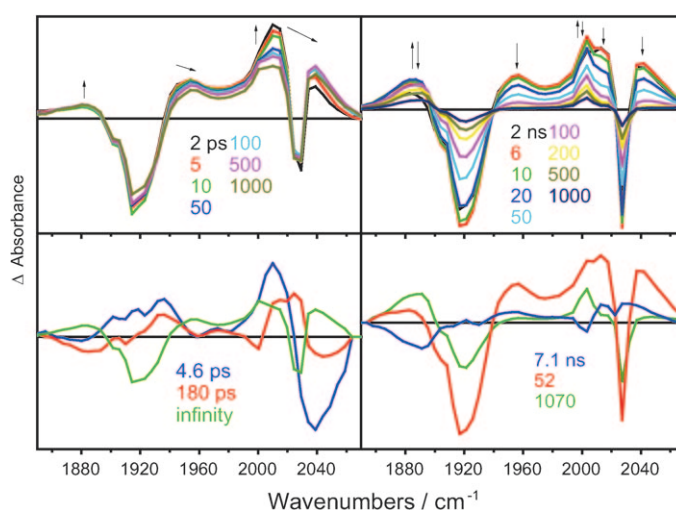 2 ps 100
5 500
10 1000
50
2 ns 100
6 200
10 500
20 1000
50
Δ Absorbance
4.6 ps
180 ps
infinity
7.1 ns
52
1070
1880 1920 1960 2000 2040 1880 1920 1960 2000 2040
Wavenumbers / cm⁻¹